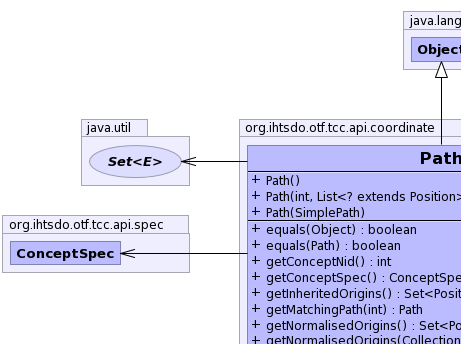 java.lang
Object
java.util
Set<E>
org.ihtsdo.otf.tcc.api.coordinate
Path
+ Path()
+ Path(int, List<? extends Position>
+ Path(SimplePath)
org.ihtsdo.otf.tcc.api.spec
ConceptSpec
+ equals(Object) : boolean
+ equals(Path) : boolean
+ getConceptNid() : int
+ getConceptSpec() : ConceptSpe
+ getInheritedOrigins() : Set<Posit
+ getMatchingPath(int) : Path
+ getNormalisedOrigins() : Set<Po
+ getNormalisedOrigins(Collection